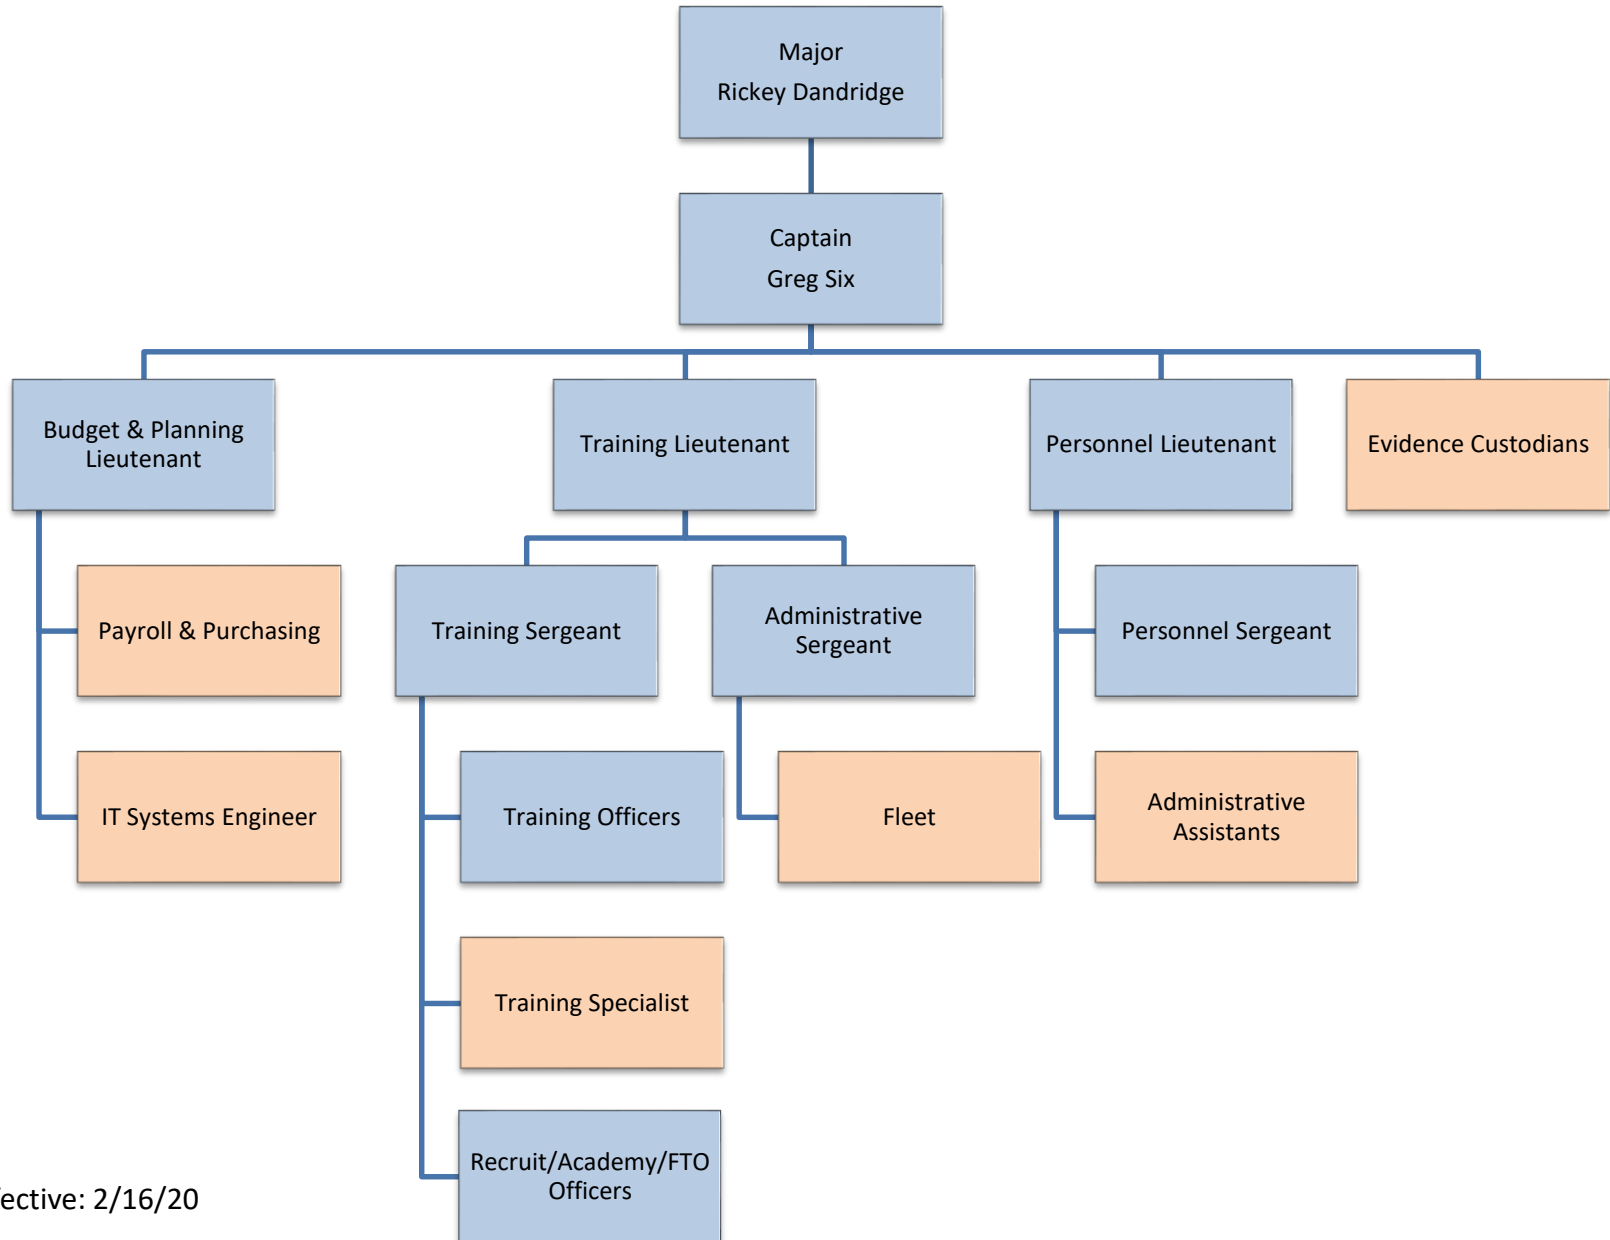 Major
Rickey Dandridge
Captain
Greg Six
Budget & Planning
Lieutenant
Training Lieutenant
Personnel Lieutenant
Evidence Custodians
Payroll & Purchasing
Training Sergeant
Administrative
Sergeant
Personnel Sergeant
IT Systems Engineer
Training Officers
Fleet
Administrative
Assistants
Training Specialist
Recruit/Academy/FTO
Officers
fective: 2/16/20